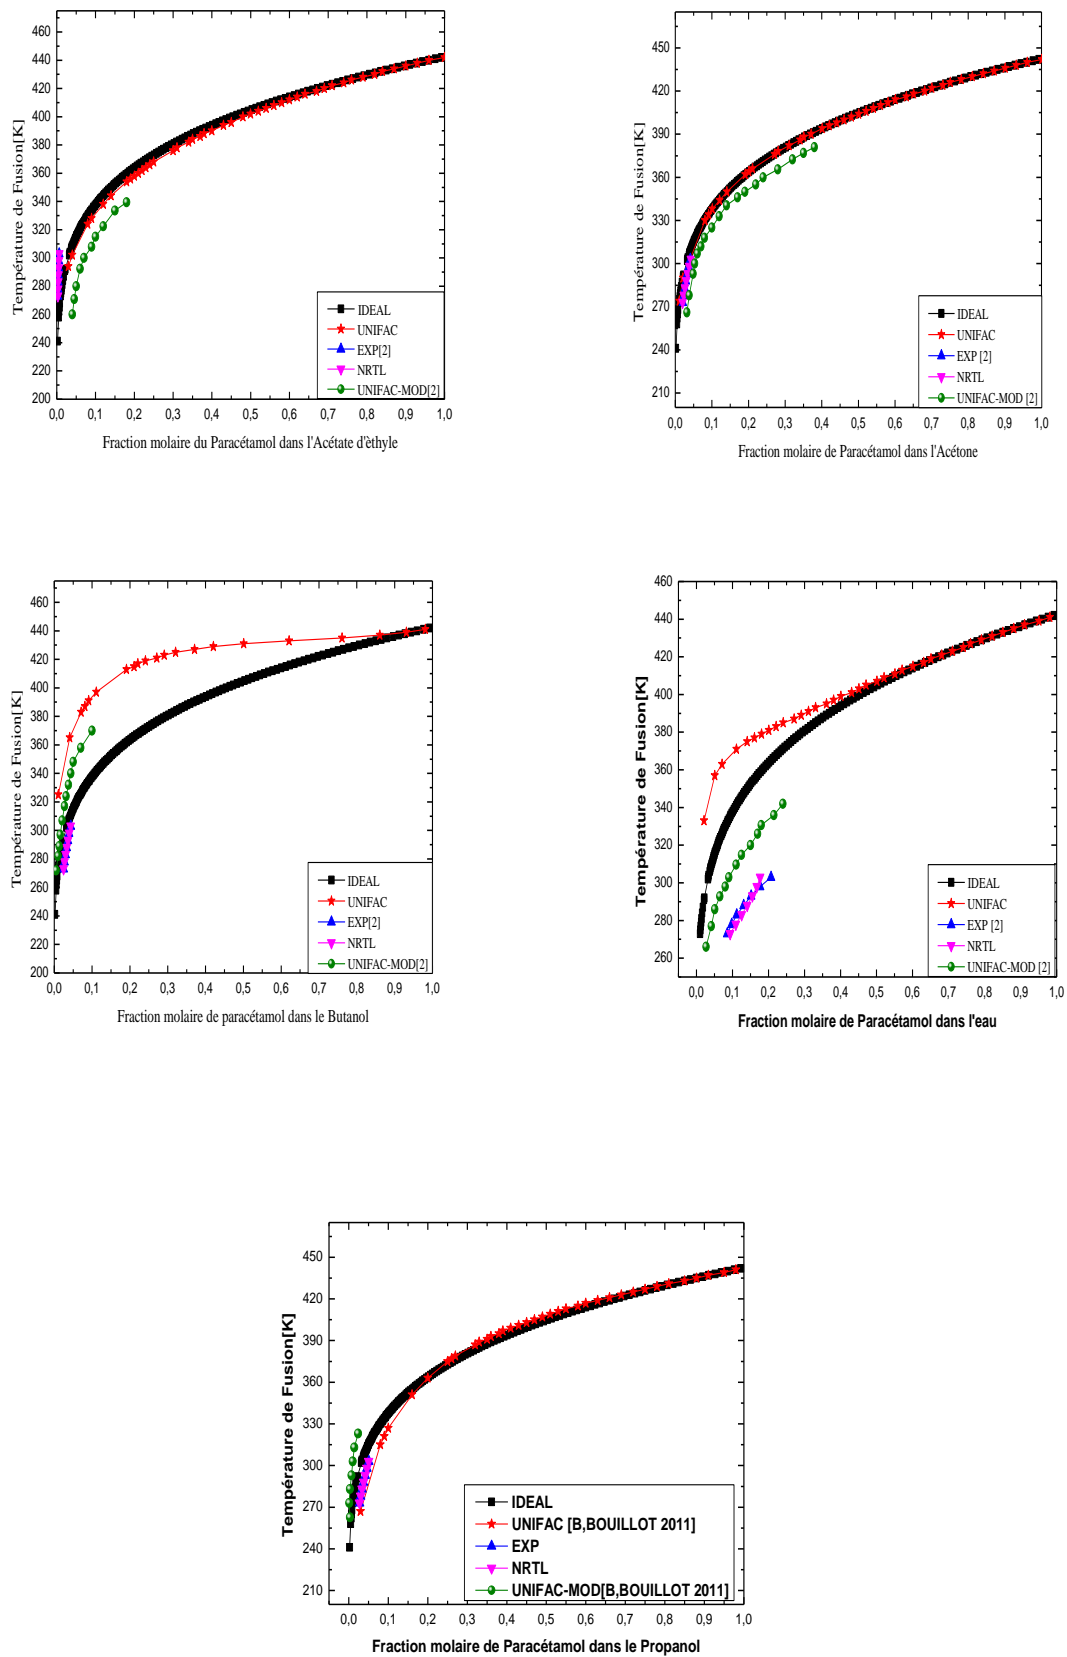 460
440
420
400
380
360
340
320
300
280
260
240
220
200
Température de Fusion[K]
IDEAL
UNIFAC
EXP[2]
NRTL
UNIFAC-MOD[2]
0,0 0,1 0,2 0,3 0,4 0,5 0,6 0,7 0,8 0,9 1,0
Fraction molaire du Paracétamol dans l'Acétate d'èthyle
450
420
390
360
330
300
270
240
210
Température de Fusion[K]
IDEAL
UNIFAC
EXP [2]
NRTL
UNIFAC-MOD [2]
0,0 0,1 0,2 0,3 0,4 0,5 0,6 0,7 0,8 0,9 1,0
Fraction molaire de Paracétamol dans l'Acétone
460
440
420
400
380
360
340
320
300
280
260
240
220
200
Température de Fusion[K]
IDEAL
UNIFAC
EXP[2]
NRTL
UNIFAC-MOD[2]
0,0 0,1 0,2 0,3 0,4 0,5 0,6 0,7 0,8 0,9 1,0
Fraction molaire de paracétamol dans le Butanol
460
440
420
400
380
360
340
320
300
280
260
Température de Fusion[K]
IDEAL
UNIFAC
EXP [2]
NRTL
UNIFAC-MOD [2]
0,0 0,1 0,2 0,3 0,4 0,5 0,6 0,7 0,8 0,9 1,0
Fraction molaire de Paracétamol dans l'eau
450
420
390
360
330
300
270
240
210
Température de Fusion[K]
IDEAL
UNIFAC [B,BOUILLOT 2011]
EXP
NRTL
UNIFAC-MOD[B,BOUILLOT 2011]
0,0 0,1 0,2 0,3 0,4 0,5 0,6 0,7 0,8 0,9 1,0
Fraction molaire de Paracétamol dans le Propanol